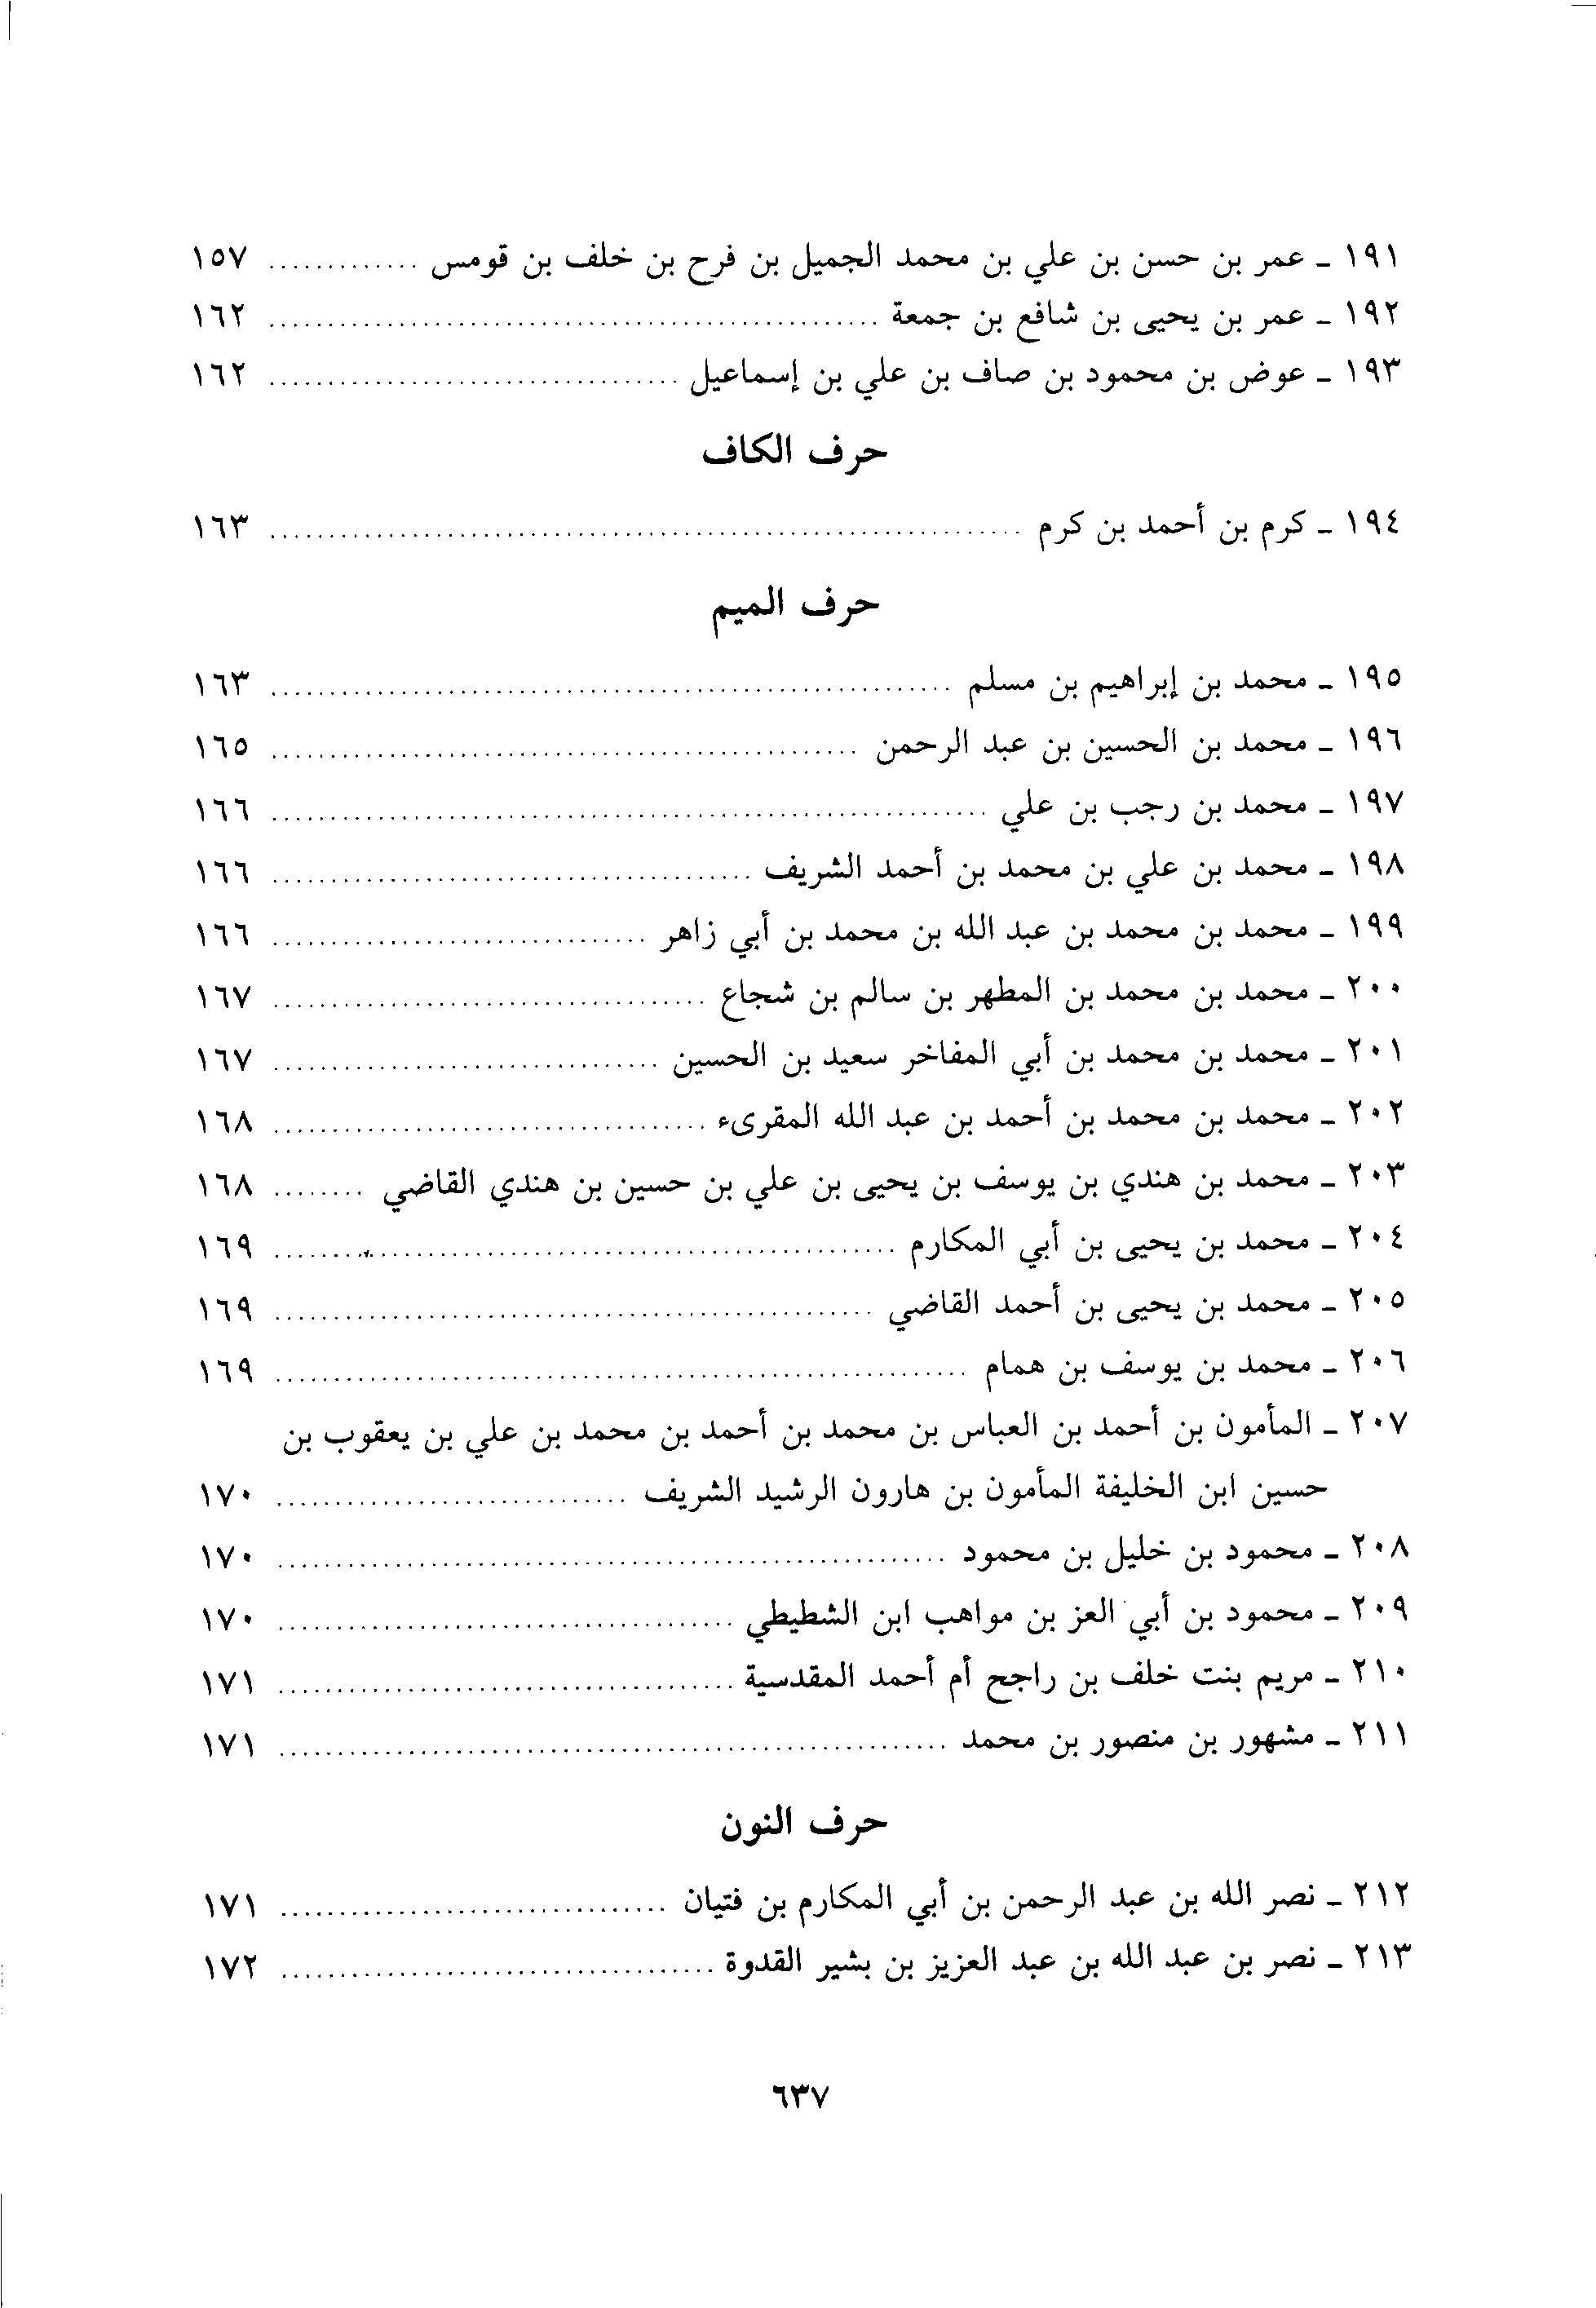 ١٩١ ـ عمر بن حسن بن علي بن محمد الجميل بن فرح بن خلف بن قومس ............. ١٥٧
١٩٢ ـ عمر بن يحيى بن شافع بن جمعة ............. ١٦٢
١٩٣ ـ عوض بن محمود بن صاف بن علي بن إسماعيل ............. ١٦٢
حرف الكاف
١٩٤ ـ كرم بن أحمد بن كرم ............. ١٦٣
حرف الميم
١٩٥ ـ محمد بن إبراهيم بن مسلم ............. ١٦٣
١٩٦ ـ محمد بن الحسين بن عبد الرحمن ............. ١٦٥
١٩٧ ـ محمد بن رجب بن علي ............. ١٦٦
١٩٨ ـ محمد بن علي بن محمد بن أحمد الشريف ............. ١٦٦
١٩٩ ـ محمد بن محمد بن عبد الله بن محمد بن أبي زاهر ............. ١٦٦
٢٠٠ ـ محمد بن محمد بن المطهر بن سالم بن شجاع ............. ١٦٧
٢٠١ ـ محمد بن محمد بن أبي المفاخر سعيد بن الحسين ............. ١٦٧
٢٠٢ ـ محمد بن محمد بن أحمد بن عبد الله المقرىء ............. ١٦٨
٢٠٣ ـ محمد بن هندي بن يوسف بن يحيى بن علي بن حسين بن هندي القاضي ........ ١٦٨
٢٠٤ ـ محمد بن يحيى بن أبي المكارم ............. ١٦٩
٢٠٥ ـ محمد بن يحيى بن أحمد القاضي ............. ١٦٩
٢٠٦ ـ محمد بن يوسف بن همام ............. ١٦٩
٢٠٧ ـ المأمون بن أحمد بن العباس بن محمد بن أحمد بن محمد بن علي بن يعقوب بن
حسين ابن الخليفة المأمون بن هارون الرشيد الشريف ............. ١٧٠
٢٠٨ ـ محمود بن خليل بن محمود ............. ١٧٠
٢٠٩ ـ محمود بن أبي العز بن مواهب ابن الشطيطي ............. ١٧٠
٢١٠ ـ مريم بنت خلف بن راجح أم أحمد المقدسية ............. ١٧١
٢١١ ـ مشهور بن منصور بن محمد ............. ١٧١
حرف النون
٢١٢ ـ نصر الله بن عبد الرحمن بن أبي المكارم بن فتيان ............. ١٧١
٢١٣ ـ نصر بن عبد الله بن عبد العزيز بن بشير القدوة ............. ١٧٢
٦٣٧